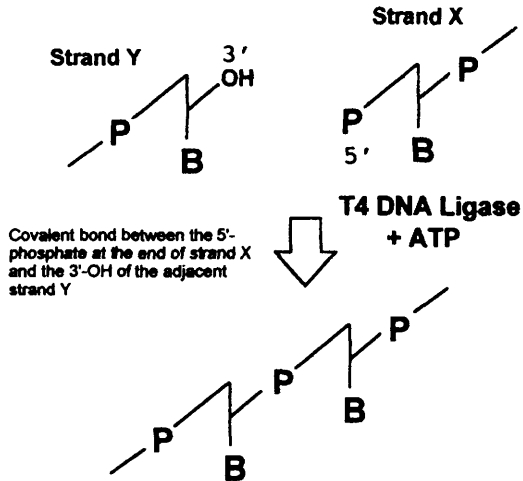 Strand Y
3'
OH
P
B
Strand X
P
P
5'
B
T4 DNA Ligase
+ ATP
Covalent bond between the 5'-
phosphate at the end of strand X
and the 3'-OH of the adjacent
strand Y
P
B
P
B
P